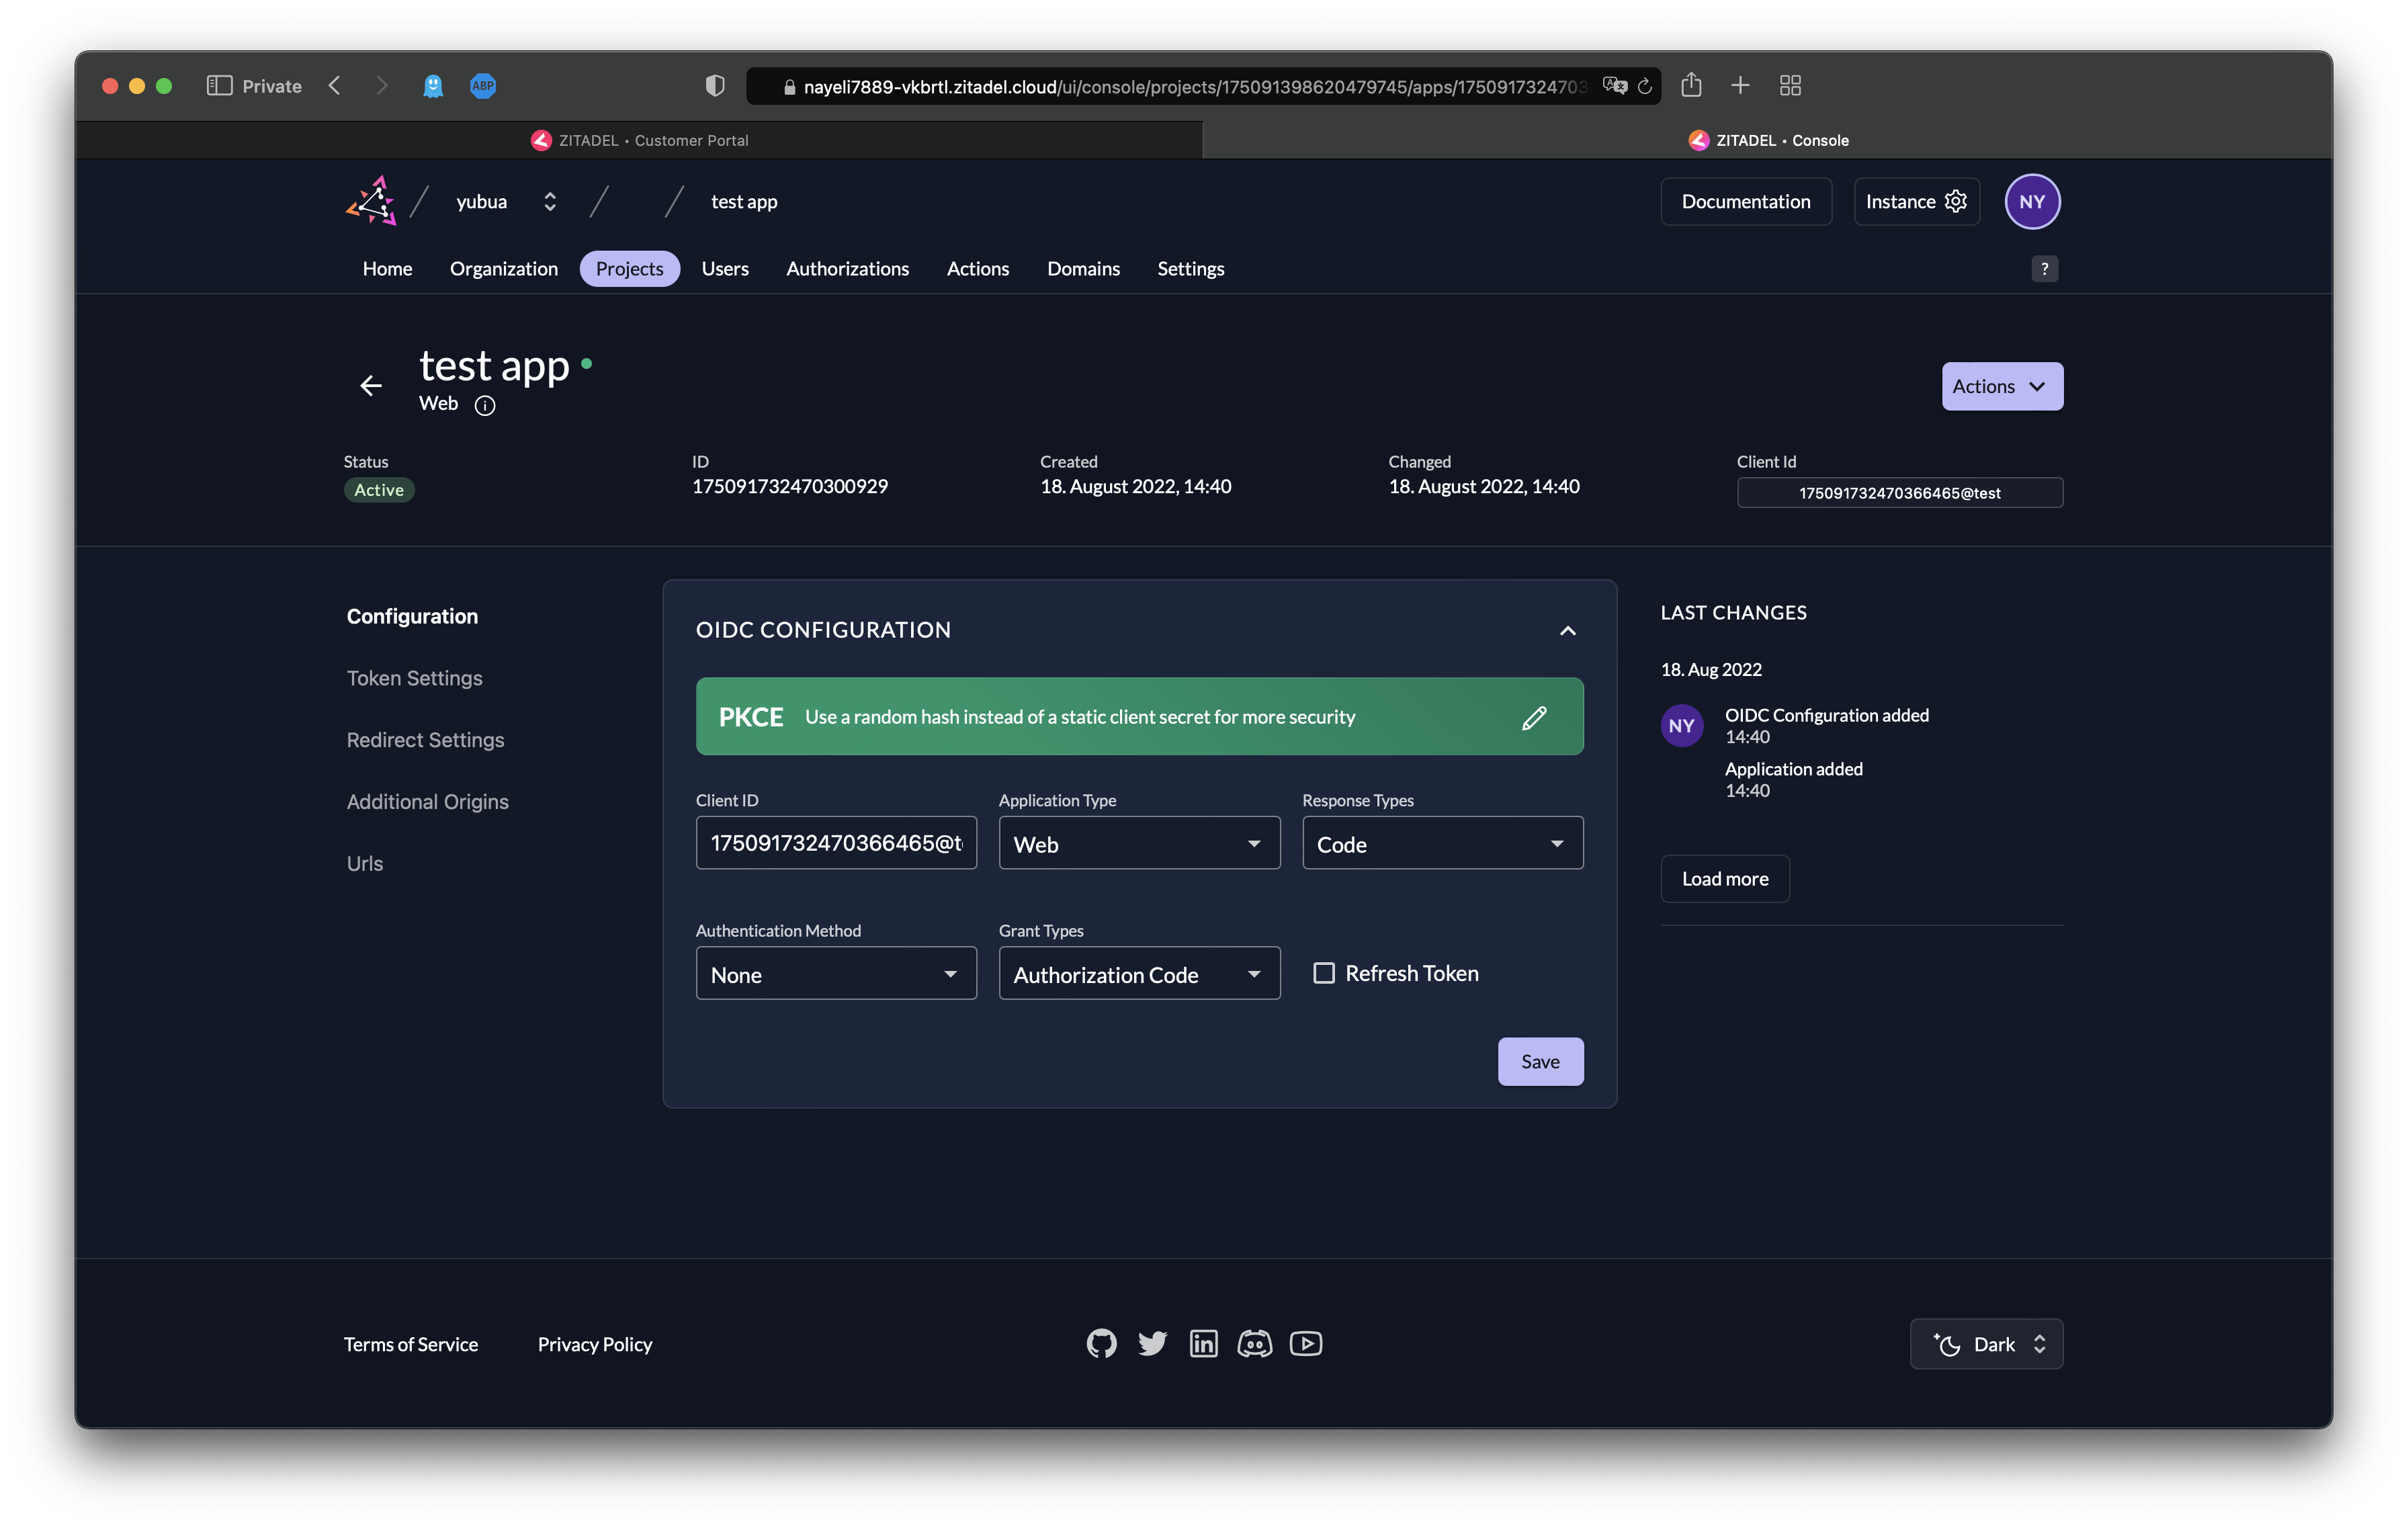 Private
ABP
nayeli7889-vkbrtl.zitadel.cloud/ui/console/projects/175091398620479745/apps/1750917324703
ZITADEL • Customer Portal
ZITADEL • Console
yubua
test app
Documentation
Instance
NY
Home
Organization
Projects
Users
Authorizations
Actions
Domains
Settings
?
test app
Web
Actions
Status
Active
ID
175091732470300929
Created
18. August 2022, 14:40
Changed
18. August 2022, 14:40
Client Id
175091732470366465@test
Configuration
Token Settings
Redirect Settings
Additional Origins
Urls
OIDC CONFIGURATION
PKCE Use a random hash instead of a static client secret for more security
Client ID
175091732470366465@t
Application Type
Web
Response Types
Code
Authentication Method
None
Grant Types
Authorization Code
Refresh Token
Save
LAST CHANGES
18. Aug 2022
NY
OIDC Configuration added
14:40
Application added
14:40
Load more
Terms of Service
Privacy Policy
Dark